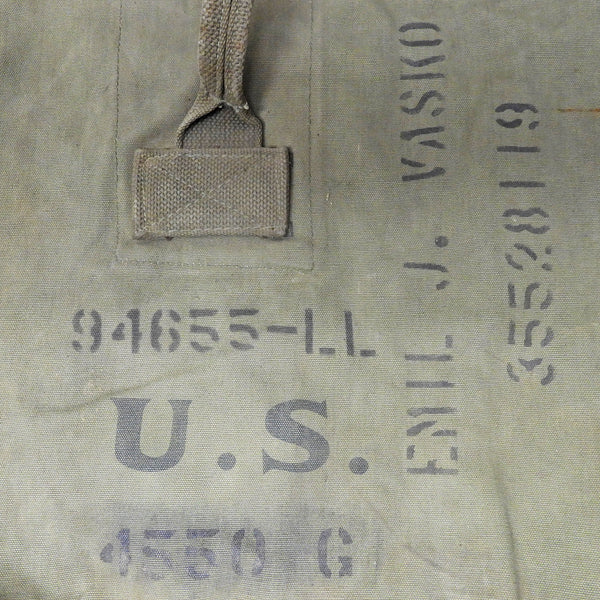 94655-LL
U.S.
4550 G
EMIL J. VASKO
35528119